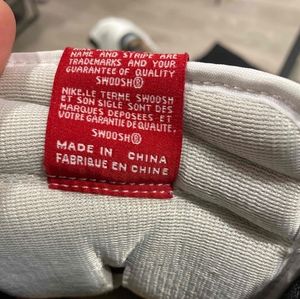 NAME AND STRIPE ARE
TRADEMARKS AND YOUR
GUARANTEE OF QUALITY
SWOOSH®
NIKE, LE TERME SWOOSH
ET SON SIGLE SONT DES
MARQUES DEPOSEES ET
VOTRE GARANTIE DE QUALITE.
SWOOSH®
MADE IN CHINA
FABRIQUE EN CHINE